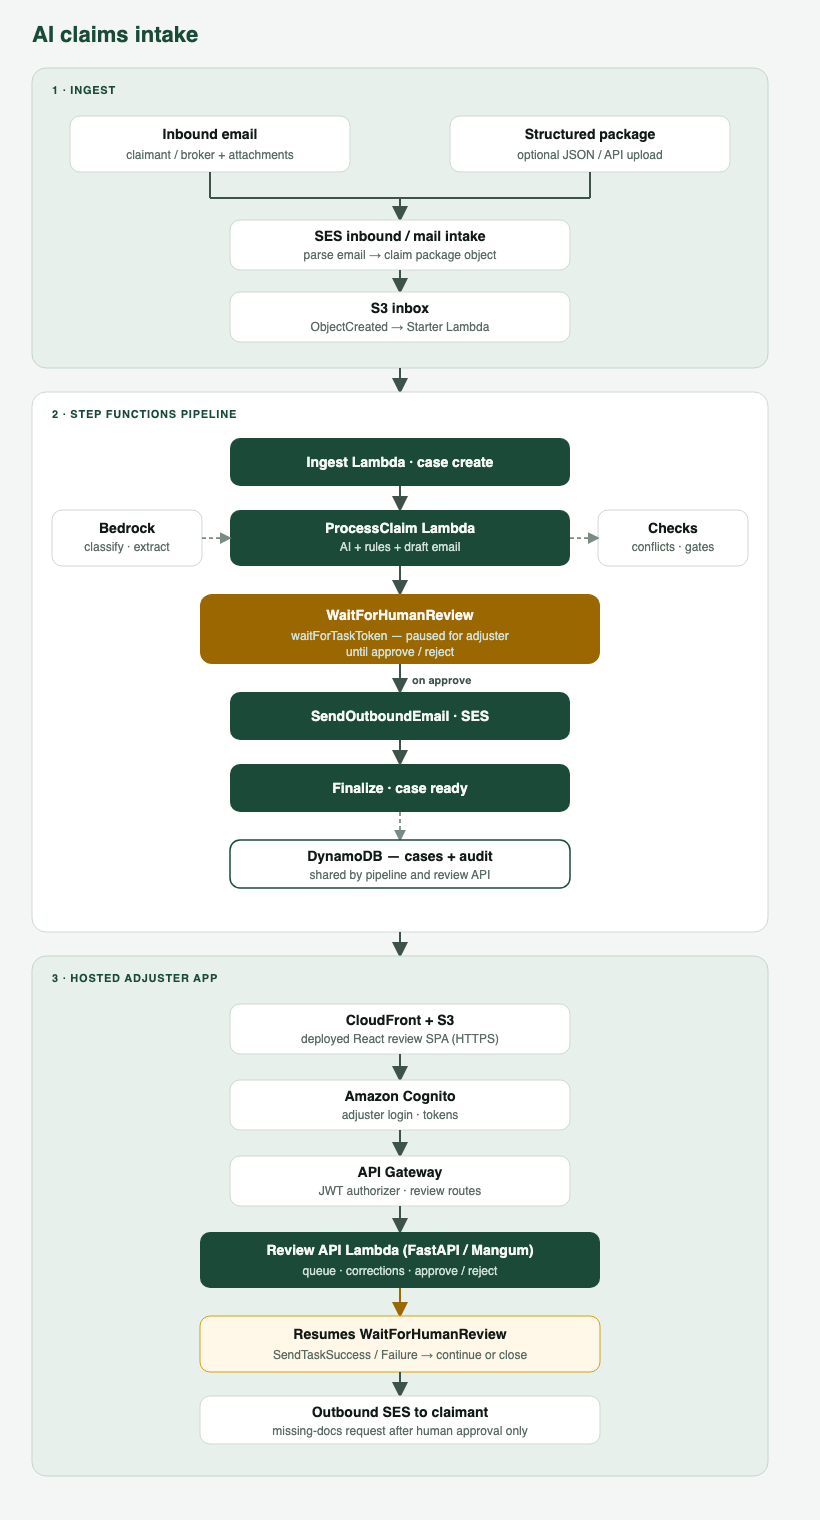 AI claims intake
1 · INGEST
Inbound email
claimant / broker + attachments
Structured package
optional JSON / API upload
SES inbound / mail intake
parse email → claim package object
S3 inbox
ObjectCreated → Starter Lambda
2 · STEP FUNCTIONS PIPELINE
Ingest Lambda · case create
Bedrock
classify · extract
ProcessClaim Lambda
AI + rules + draft email
Checks
conflicts · gates
WaitForHumanReview
waitForTaskToken — paused for adjuster
until approve / reject
on approve
SendOutboundEmail · SES
Finalize · case ready
DynamoDB — cases + audit
shared by pipeline and review API
3 · HOSTED ADJUSTER APP
CloudFront + S3
deployed React review SPA (HTTPS)
Amazon Cognito
adjuster login · tokens
API Gateway
JWT authorizer · review routes
Review API Lambda (FastAPI / Mangum)
queue · corrections · approve / reject
Resumes WaitForHumanReview
SendTaskSuccess / Failure → continue or close
Outbound SES to claimant
missing-docs request after human approval only